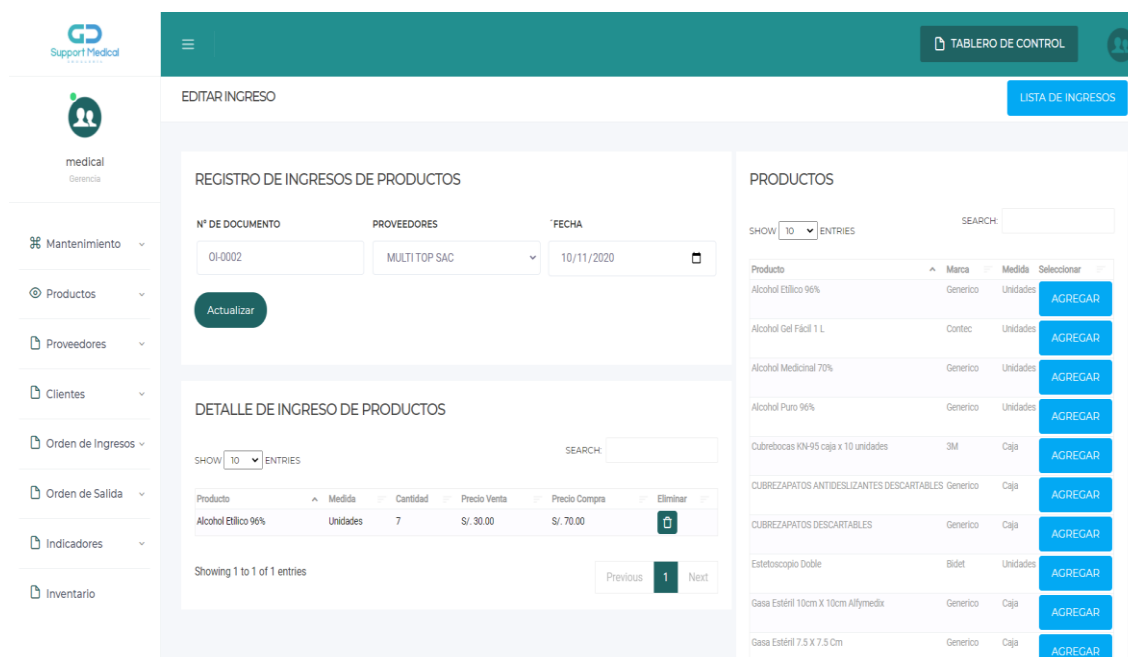 GD
Support Medical
TABLERO DE CONTROL
EDITAR INGRESO
LISTA DE INGRESOS
medical
Gerencia
Mantenimiento
Productos
Proveedores
Clientes
Orden de Ingresos
Orden de Salida
Indicadores
Inventario
REGISTRO DE INGRESOS DE PRODUCTOS
N° DE DOCUMENTO PROVEEDORES ´FECHA
OI-0002 MULTI TOP SAC 10/11/2020
Actualizar
DETALLE DE INGRESO DE PRODUCTOS
SHOW 10 ENTRIES SEARCH:
Producto Medida Cantidad Precio Venta Precio Compra Eliminar
Alcohol Etílico 96% Unidades 7 S/. 30.00 S/. 70.00
Showing 1 to 1 of 1 entries
Previous 1 Next
PRODUCTOS
SHOW 10 ENTRIES SEARCH:
Producto Marca Medida Seleccionar
Alcohol Etílico 96% Generico Unidades AGREGAR
Alcohol Gel Fácil 1 L Contec Unidades AGREGAR
Alcohol Medicinal 70% Generico Unidades AGREGAR
Alcohol Puro 96% Generico Unidades AGREGAR
Cubrebocas KN-95 caja x 10 unidades 3M Caja AGREGAR
CUBREZAPATOS ANTIDESLIZANTES DESCARTABLES Generico Caja AGREGAR
CUBREZAPATOS DESCARTABLES Generico Caja AGREGAR
Estetoscopio Doble Bidet Unidades AGREGAR
Gasa Estéril 10cm X 10cm Alfymedix Generico Caja AGREGAR
Gasa Estéril 7.5 X 7.5 Cm Generico Caja AGREGAR